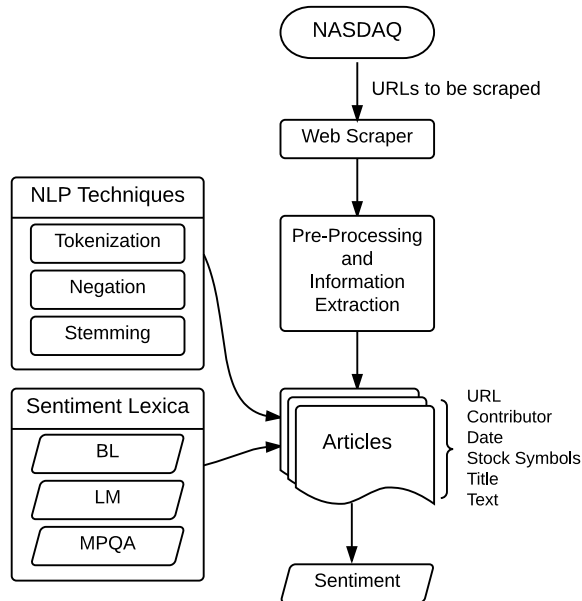 NASDAQ
URLs to be scraped
Web Scraper
Pre-Processing
and
Information
Extraction
NLP Techniques
Tokenization
Negation
Stemming
Sentiment Lexica
BL
LM
MPQA
Articles
URL
Contributor
Date
Stock Symbols
Title
Text
Sentiment